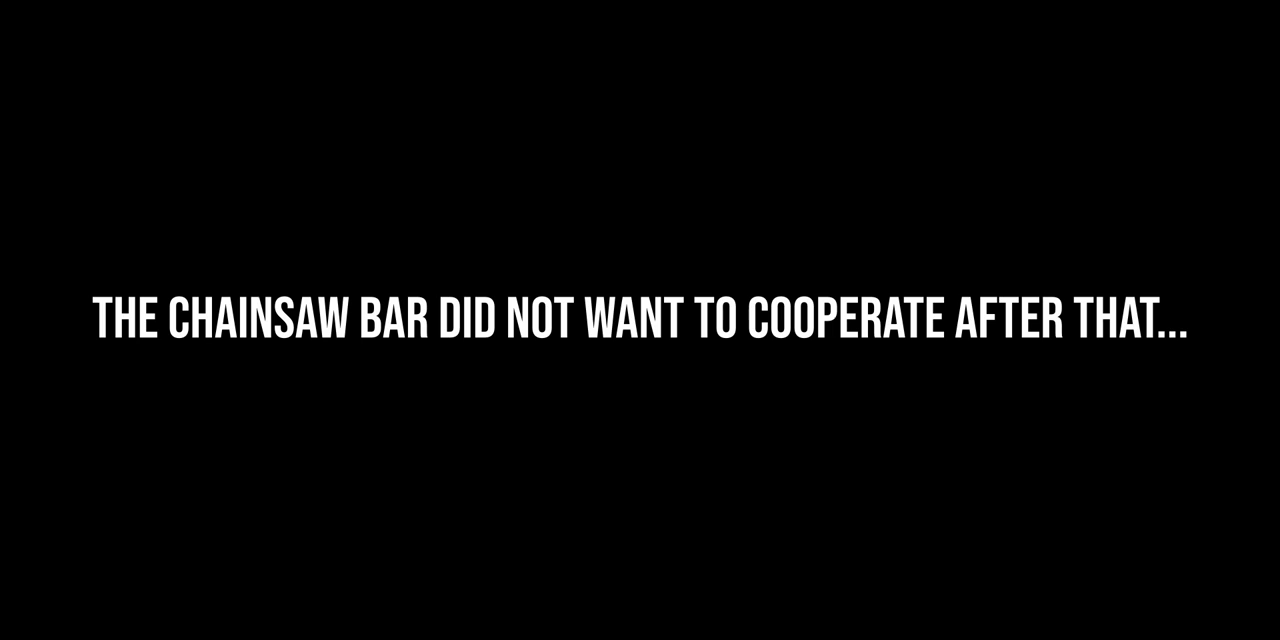 THE CHAINSAW BAR DID NOT WANT TO COOPERATE AFTER THAT...